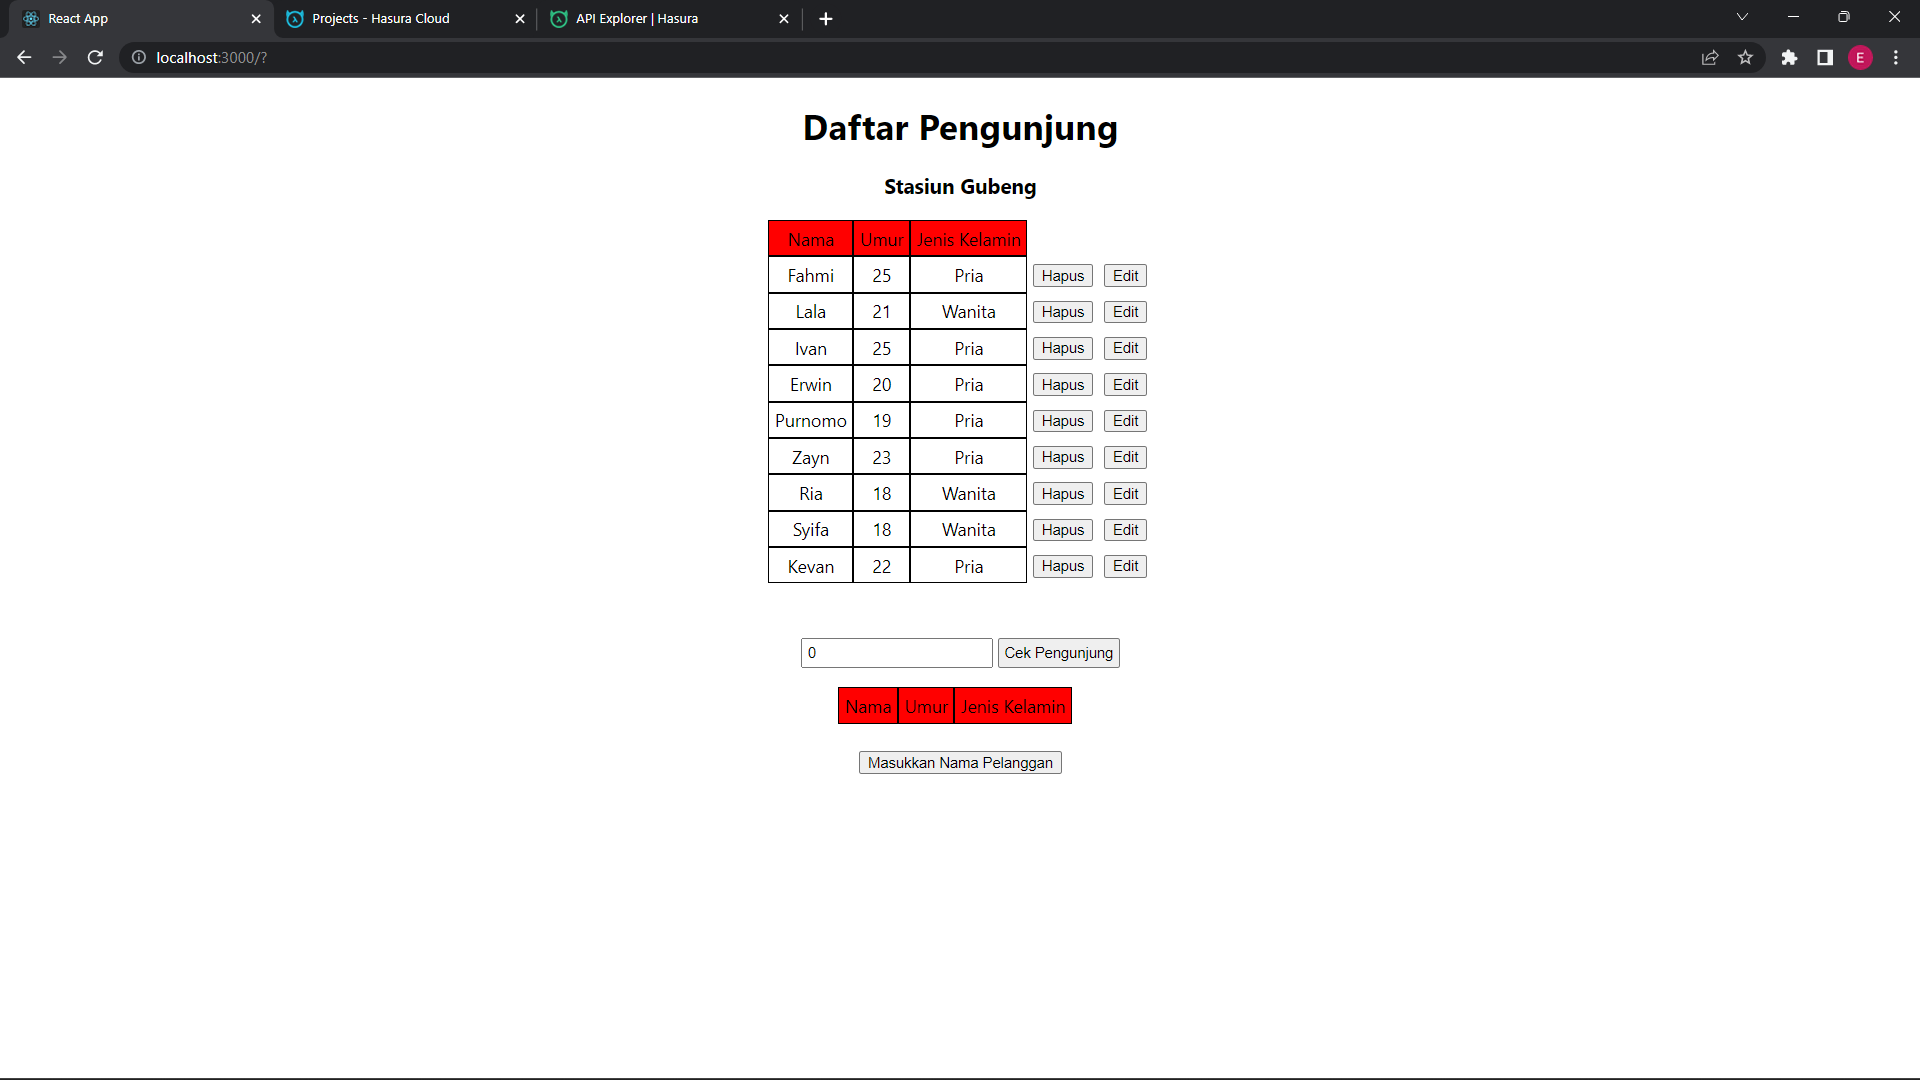 React App
Projects - Hasura Cloud
API Explorer | Hasura
localhost:3000/?
E
Daftar Pengunjung
Stasiun Gubeng
Nama Umur Jenis Kelamin
Fahmi 25 Pria Hapus Edit
Lala 21 Wanita Hapus Edit
Ivan 25 Pria Hapus Edit
Erwin 20 Pria Hapus Edit
Purnomo 19 Pria Hapus Edit
Zayn 23 Pria Hapus Edit
Ria 18 Wanita Hapus Edit
Syifa 18 Wanita Hapus Edit
Kevan 22 Pria Hapus Edit
0 Cek Pengunjung
Nama Umur Jenis Kelamin
Masukkan Nama Pelanggan